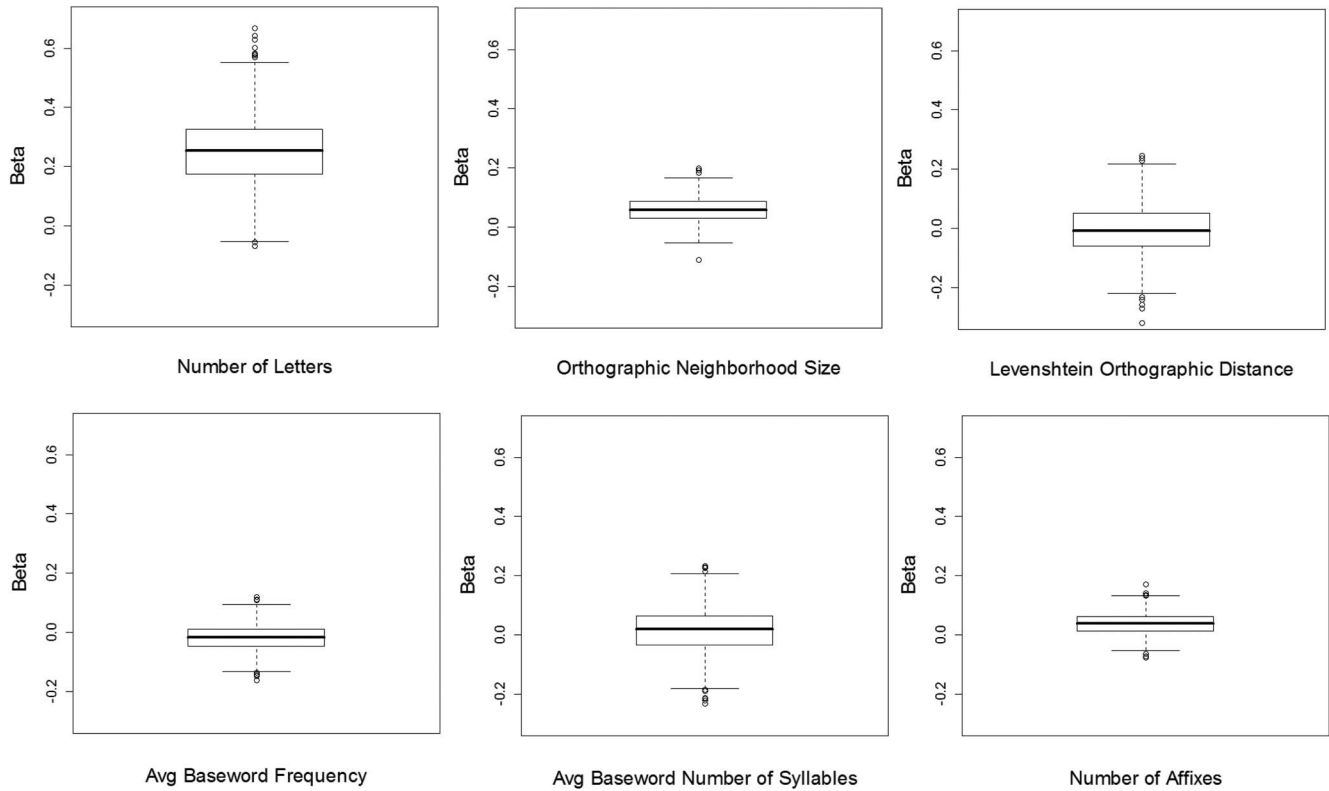 Beta
0.6
0.4
0.2
0.0
-0.2
Number of Letters
Beta
0.6
0.4
0.2
0.0
-0.2
Orthographic Neighborhood Size
Beta
0.6
0.4
0.2
0.0
-0.2
Levenshtein Orthographic Distance
Beta
0.6
0.4
0.2
0.0
-0.2
Avg Baseword Frequency
Beta
0.6
0.4
0.2
0.0
-0.2
Avg Baseword Number of Syllables
Beta
0.6
0.4
0.2
0.0
-0.2
Number of Affixes